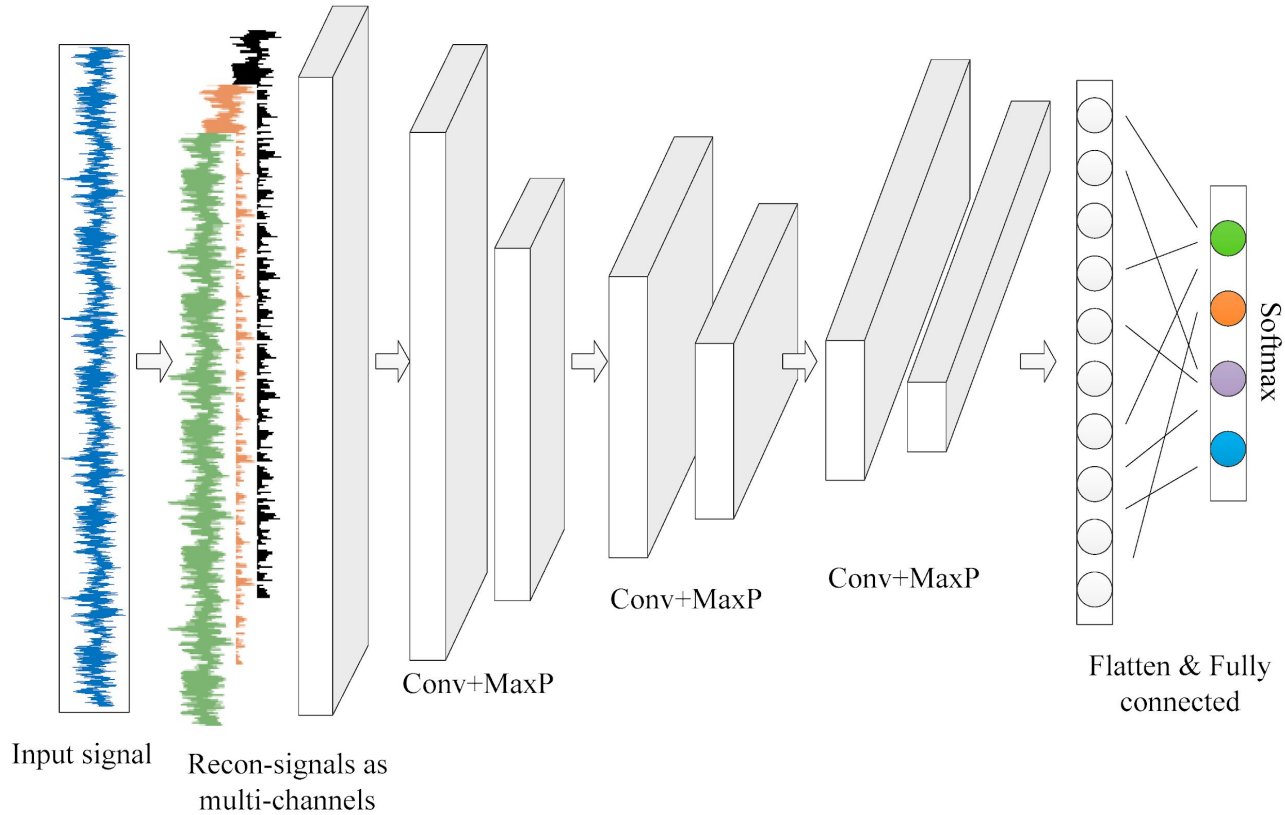 Input signal
Recon-signals as
multi-channels
Conv+MaxP
Conv+MaxP
Conv+MaxP
Flatten & Fully
connected
Softmax